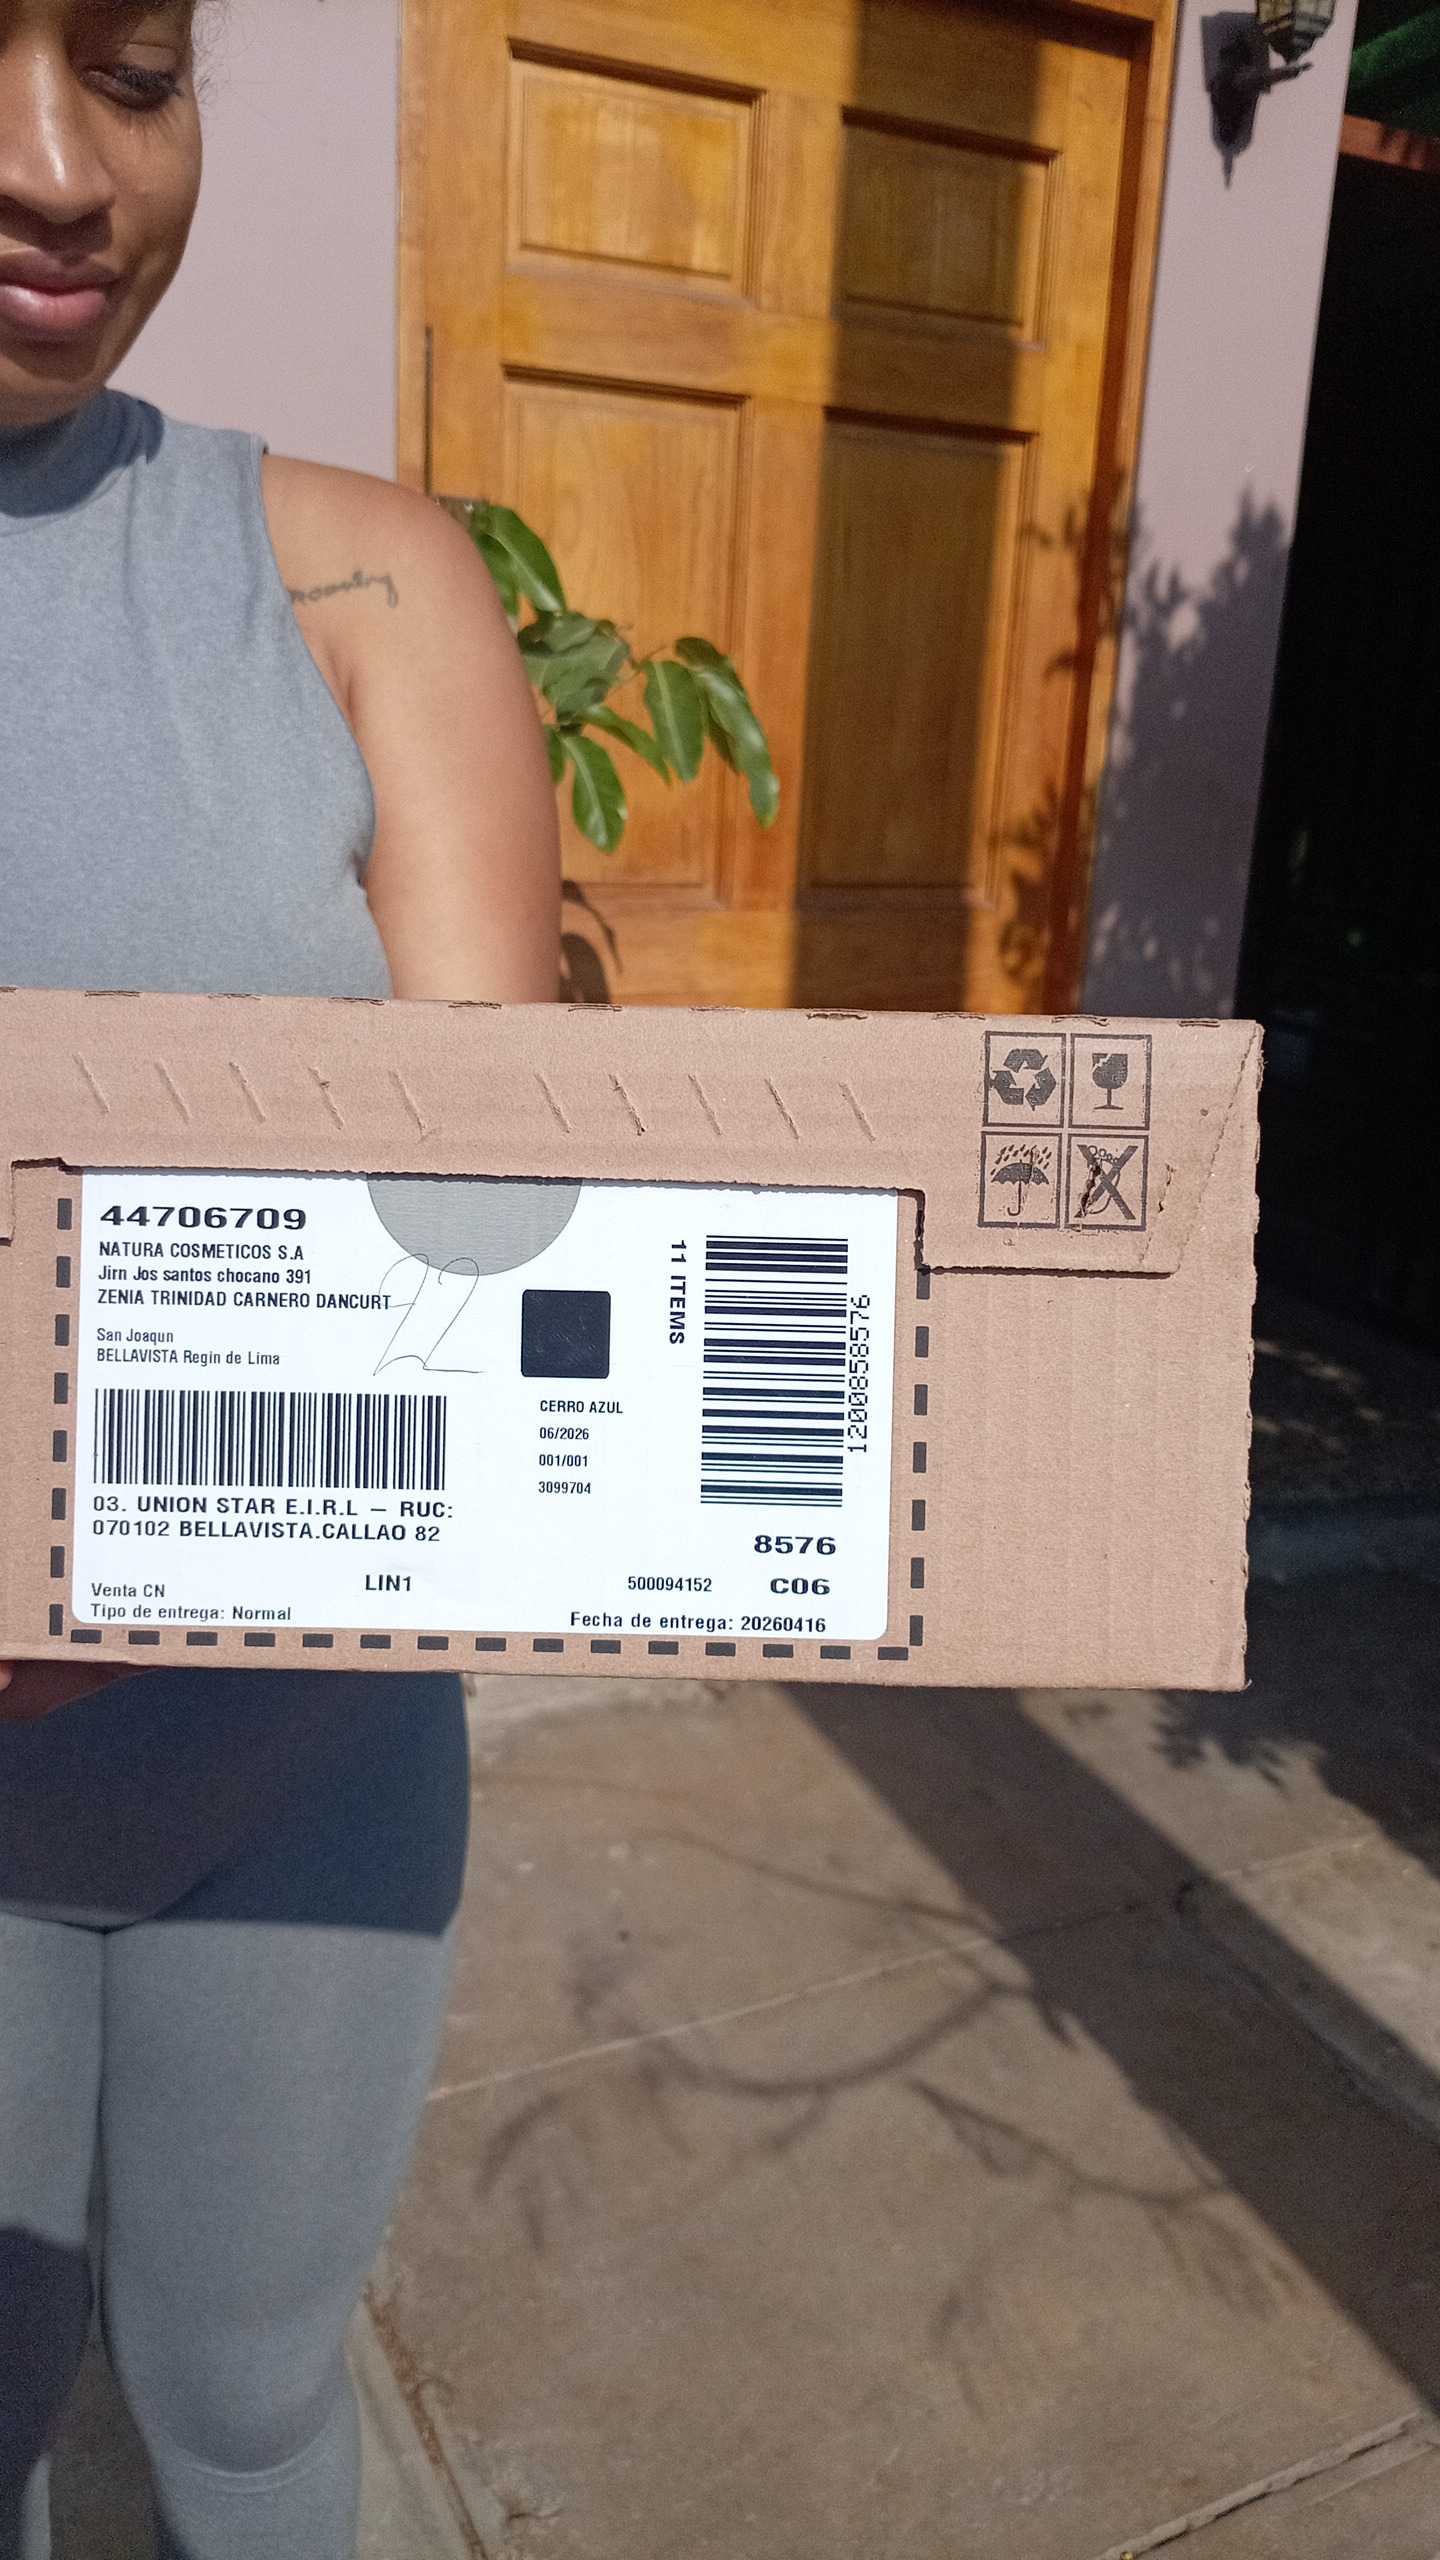 44706709
NATURA COSMETICOS S.A
Jirn Jos santos chocano 391
ZENIA TRINIDAD CARNERO DANCURT
22
San Joaqun
BELLAVISTA Regin de Lima
03. UNION STAR E.I.R.L – RUC:
070102 BELLAVISTA.CALLAO 82
Venta CN
LIN1
Tipo de entrega: Normal
CERRO AZUL
06/2026
001/001
3099704
11 ITEMS
1200858576
8576
500094152 C06
Fecha de entrega: 20260416